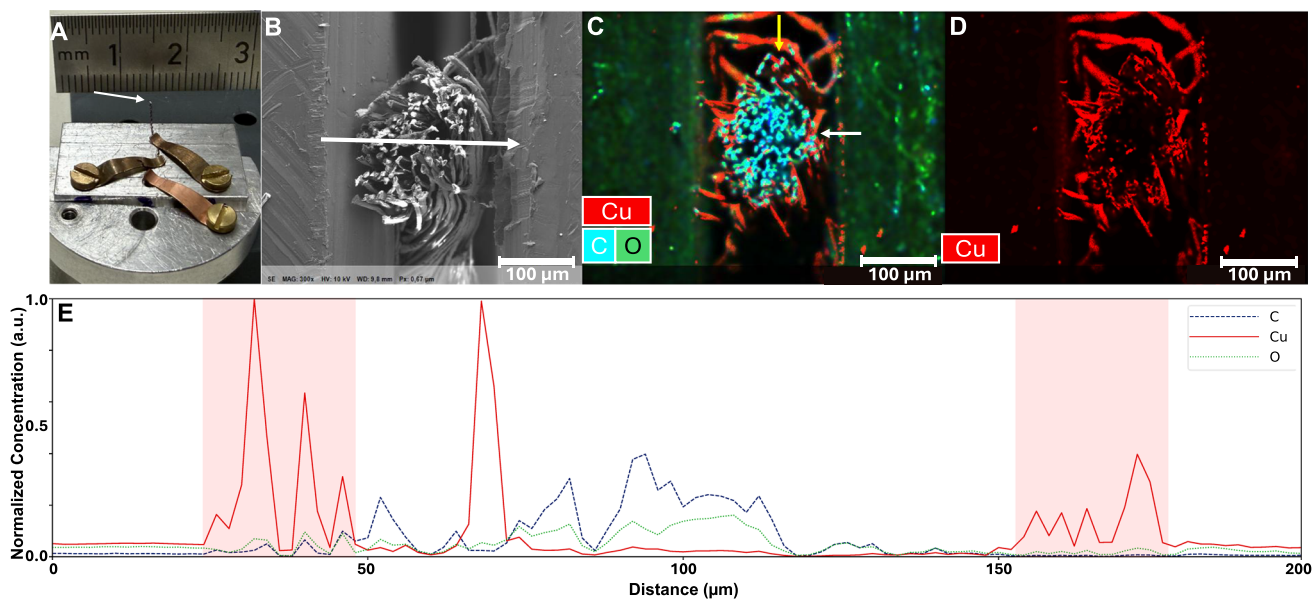 A
mm 1 2 3
B
SE MAG: 300x HV: 10 kV WD: 9,8 mm Px: 0,67 µm
100 µm
C
Cu
C O
100 µm
D
Cu
100 µm
E
Normalized Concentration (a.u.)
1.0
0.5
0.0
C
Cu
O
0 50 100 150 200
Distance (µm)